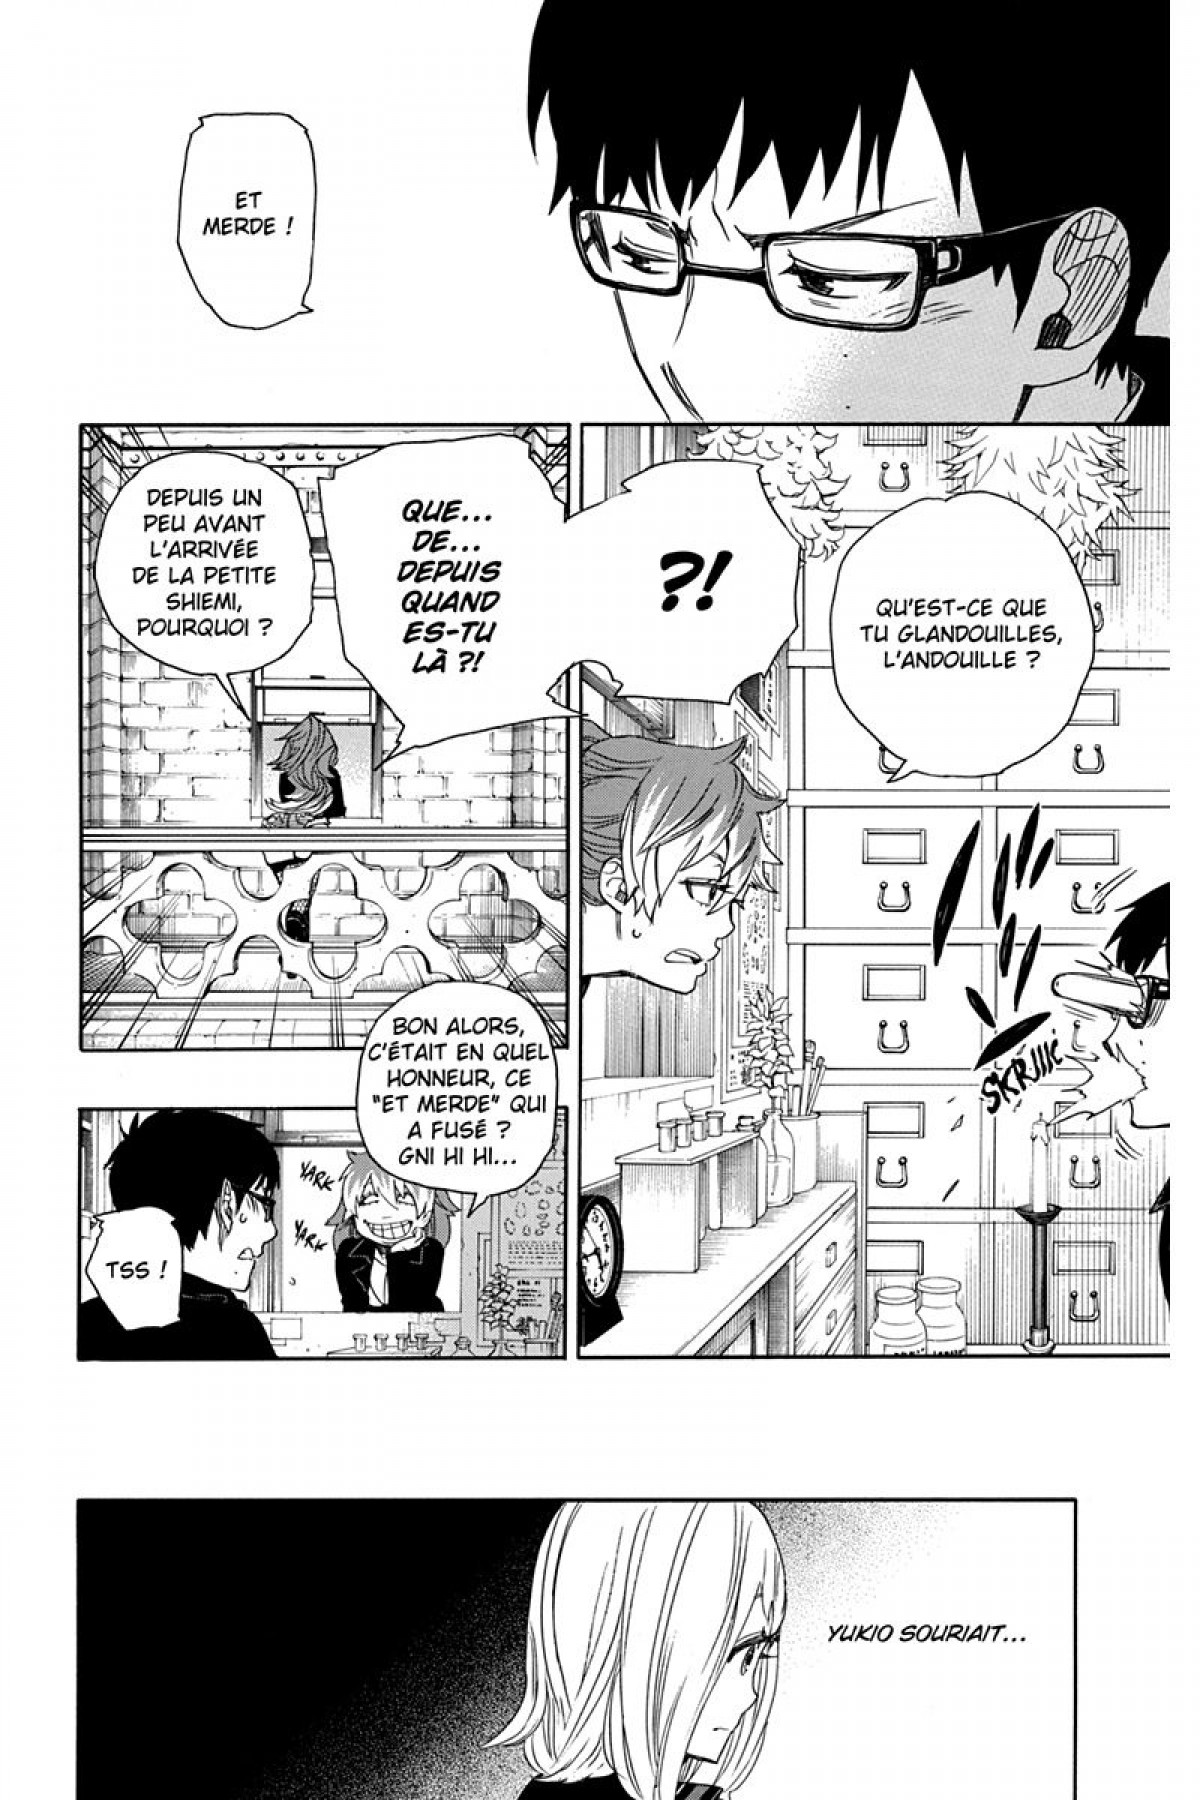 ET
MERDE !
QU'EST-CE QUE
TU GLANDOUILLES,
L'ANDOUILLE ?
SKRIIIC
?!
QUE...
DE...
DEPUIS
QUAND
ES-TU
LÀ ?!
DEPUIS UN
PEU AVANT
L'ARRIVÉE
DE LA PETITE
SHIEMI,
POURQUOI ?
BON ALORS,
C'ÉTAIT EN QUEL
HONNEUR, CE
"ET MERDE" QUI
A FUSÉ ?
GNI HI HI...
YARK
YARK
TSS !
YUKIO SOURIAIT...